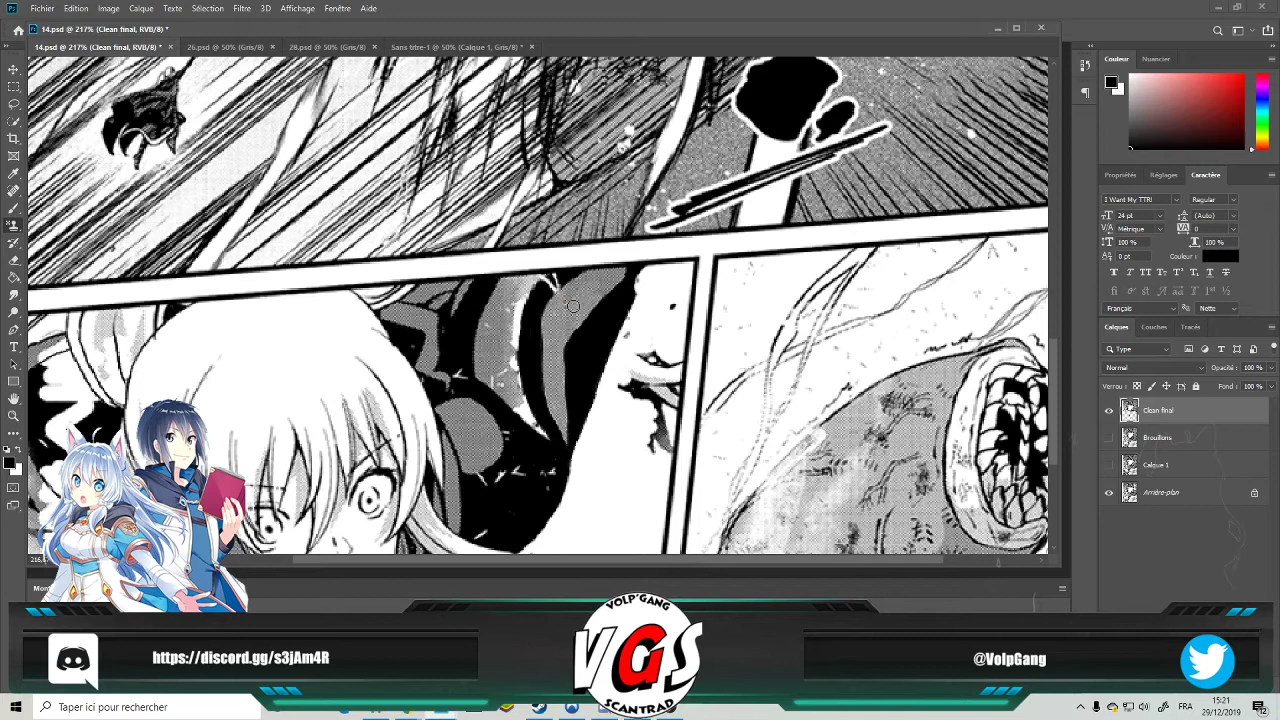 Fichier Edition Image Calque Texte Sélection Filtre 3D Affichage Fenêtre Aide
14.psd @ 217% (Clean final, RVB/8) *
14.psd @ 217% (Clean final, RVB/8) * 26.psd @ 50% (Gris/8) 28.psd @ 50% (Gris/8) Sans titre-1 @ 50% (Calque 1, Gris/8) *
Couleur Nuancier
Propriétés Réglages Caractère
I Want My TTR! Regular
24 pt (Auto)
Métrique 0
100 % 100 %
0 pt Couleur :
Français Nette
Calques Couches Tracés
Type
Normal Opacité : 100 %
Verrou : Fond : 100 %
Clean final
Brouillons
Calque 1
Arrière-plan
VOLP'GANG
VGS
SCANTRAD
https://discord.gg/s3jAm4R
@VolpGang
Taper ici pour rechercher
FRA
15:21
29/12/2019